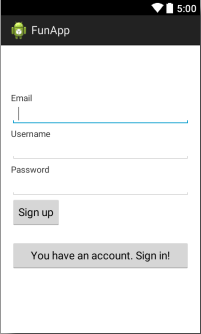 5:00
FunApp
Email
Username
Password
Sign up
You have an account. Sign in!